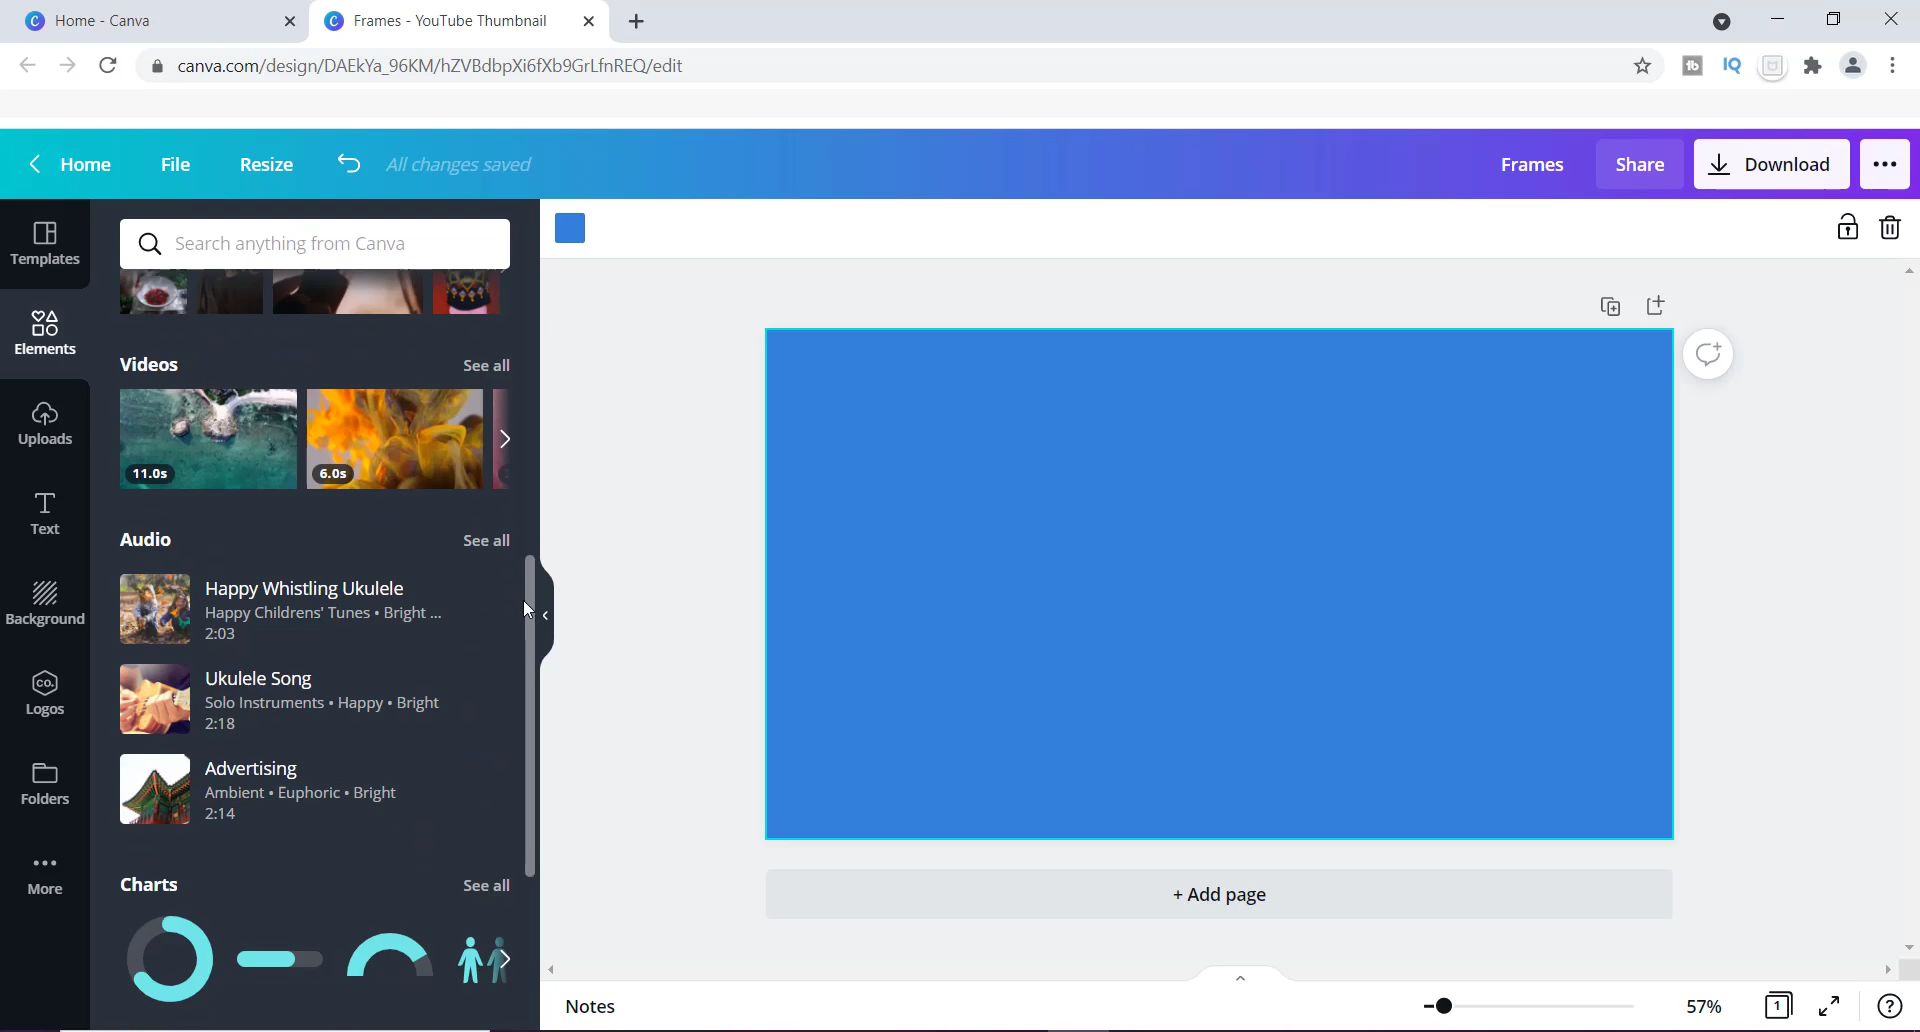 Home - Canva
Frames - YouTube Thumbnail
canva.com/design/DAEkYa_96KM/hZVBdbpXi6fXb9GrLfnREQ/edit
tb
IQ
Home
File
Resize
All changes saved
Frames
Share
Download
Templates
Elements
Uploads
Text
Background
CO.
Logos
Folders
More
Search anything from Canva
Videos
See all
11.0s
6.0s
Audio
See all
Happy Whistling Ukulele
Happy Childrens' Tunes • Bright ...
2:03
Ukulele Song
Solo Instruments • Happy • Bright
2:18
Advertising
Ambient • Euphoric • Bright
2:14
Charts
See all
+ Add page
Notes
57%
1
?